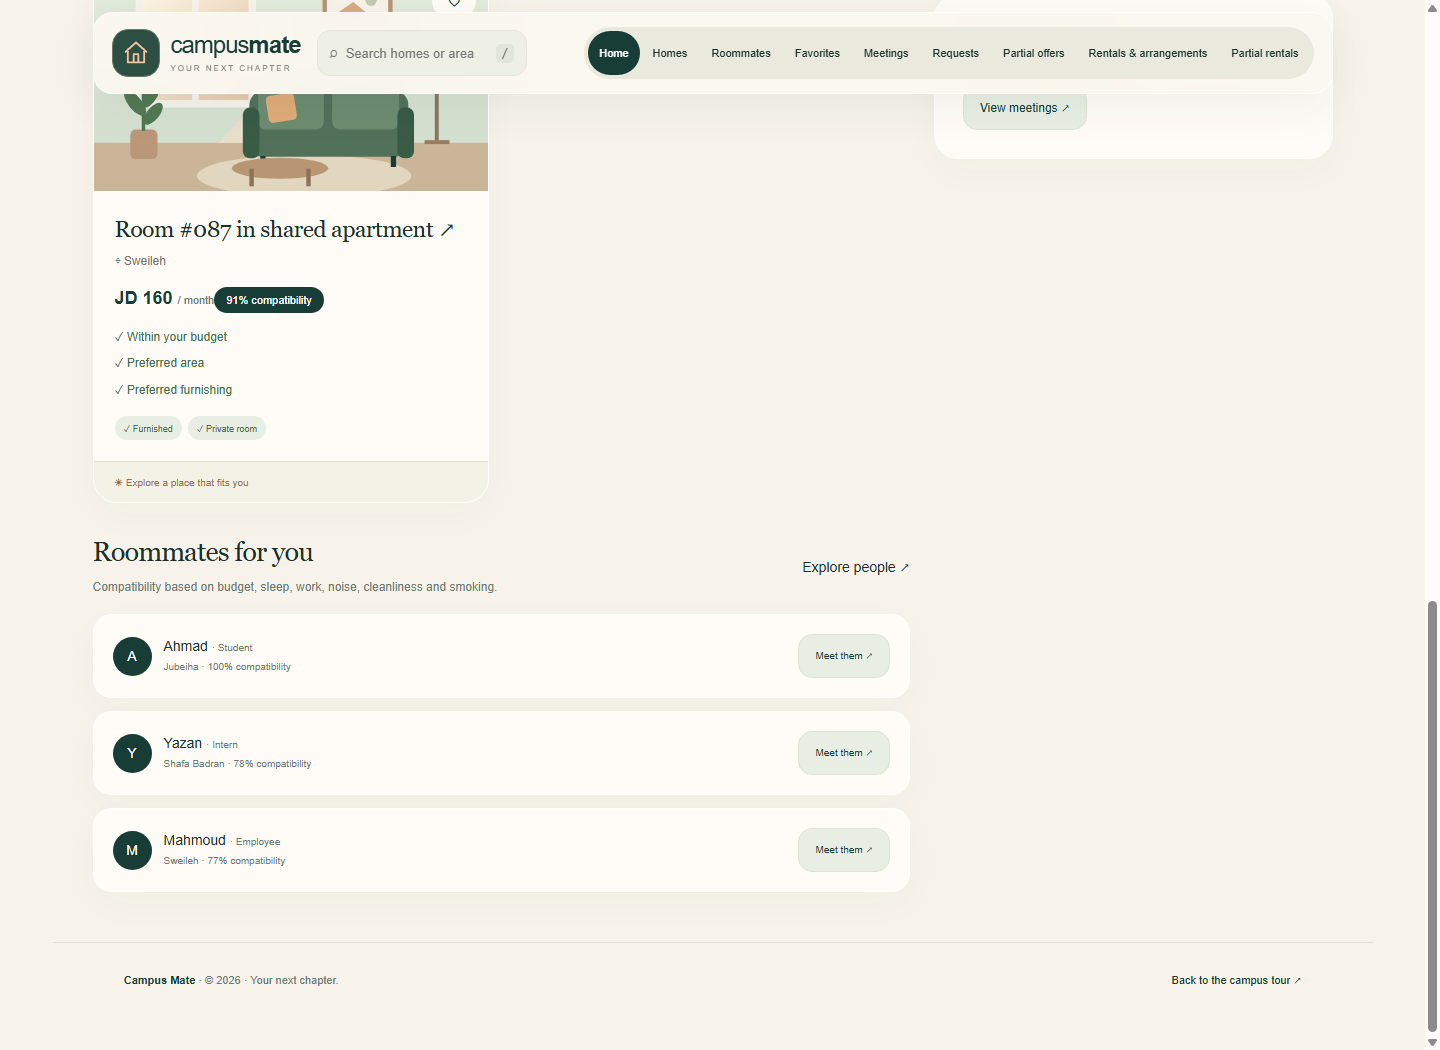 campusmate
YOUR NEXT CHAPTER
Search homes or area /
Home Homes Roommates Favorites Meetings Requests Partial offers Rentals & arrangements Partial rentals
View meetings ↗
Room #087 in shared apartment ↗
⌖ Sweileh
JD 160 / month 91% compatibility
✓ Within your budget
✓ Preferred area
✓ Preferred furnishing
✓ Furnished ✓ Private room
✳ Explore a place that fits you
Roommates for you
Explore people ↗
Compatibility based on budget, sleep, work, noise, cleanliness and smoking.
A
Ahmad · Student
Jubeiha · 100% compatibility
Meet them ↗
Y
Yazan · Intern
Shafa Badran · 78% compatibility
Meet them ↗
M
Mahmoud · Employee
Sweileh · 77% compatibility
Meet them ↗
Campus Mate · © 2026 · Your next chapter.
Back to the campus tour ↗